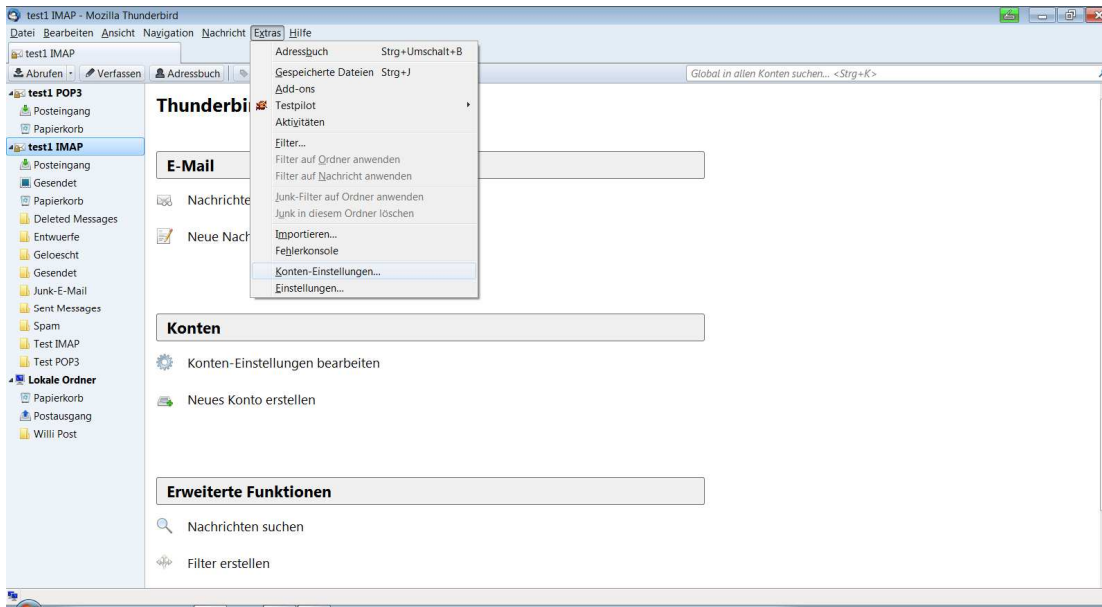 test1 IMAP - Mozilla Thunderbird
Datei Bearbeiten Ansicht Navigation Nachricht Extras Hilfe
test1 IMAP
Abrufen Verfassen Adressbuch
Global in allen Konten suchen... <Strg+K>
Adressbuch Strg+Umschalt+B
Gespeicherte Dateien Strg+J
Add-ons
Testpilot
Aktivitäten
Filter...
Filter auf Ordner anwenden
Filter auf Nachricht anwenden
Junk-Filter auf Ordner anwenden
Junk in diesem Ordner löschen
Importieren...
Fehlerkonsole
Konten-Einstellungen...
Einstellungen...
test1 POP3
Posteingang
Papierkorb
test1 IMAP
Posteingang
Gesendet
Papierkorb
Deleted Messages
Entwuerfe
Geloescht
Gesendet
Junk-E-Mail
Sent Messages
Spam
Test IMAP
Test POP3
Lokale Ordner
Papierkorb
Postausgang
Willi Post
Thunderbi
E-Mail
Nachrichte
Neue Nach
Konten
Konten-Einstellungen bearbeiten
Neues Konto erstellen
Erweiterte Funktionen
Nachrichten suchen
Filter erstellen